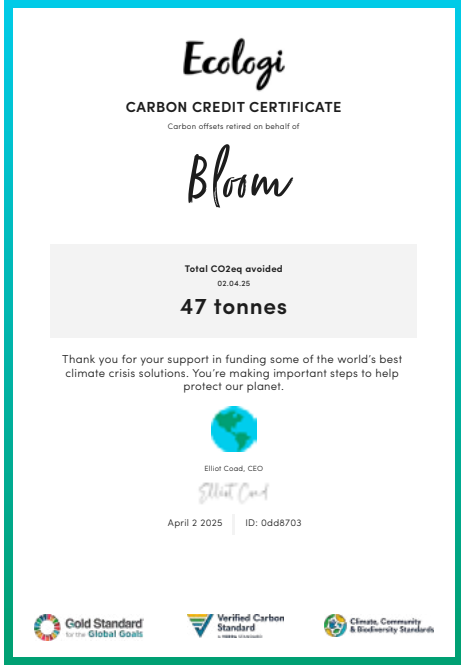 Ecologi
CARBON CREDIT CERTIFICATE
Carbon offsets retired on behalf of
Bloom
Total CO2eq avoided
02.04.25
47 tonnes
Thank you for your support in funding some of the world's best
climate crisis solutions. You're making important steps to help
protect our planet.
Elliot Coad, CEO
Elliot Coad
April 2 2025 ID: 0dd8703
Gold Standard
for the Global Goals
Verified Carbon
Standard
A VERRA STANDARD
Climate, Community
& Biodiversity Standards